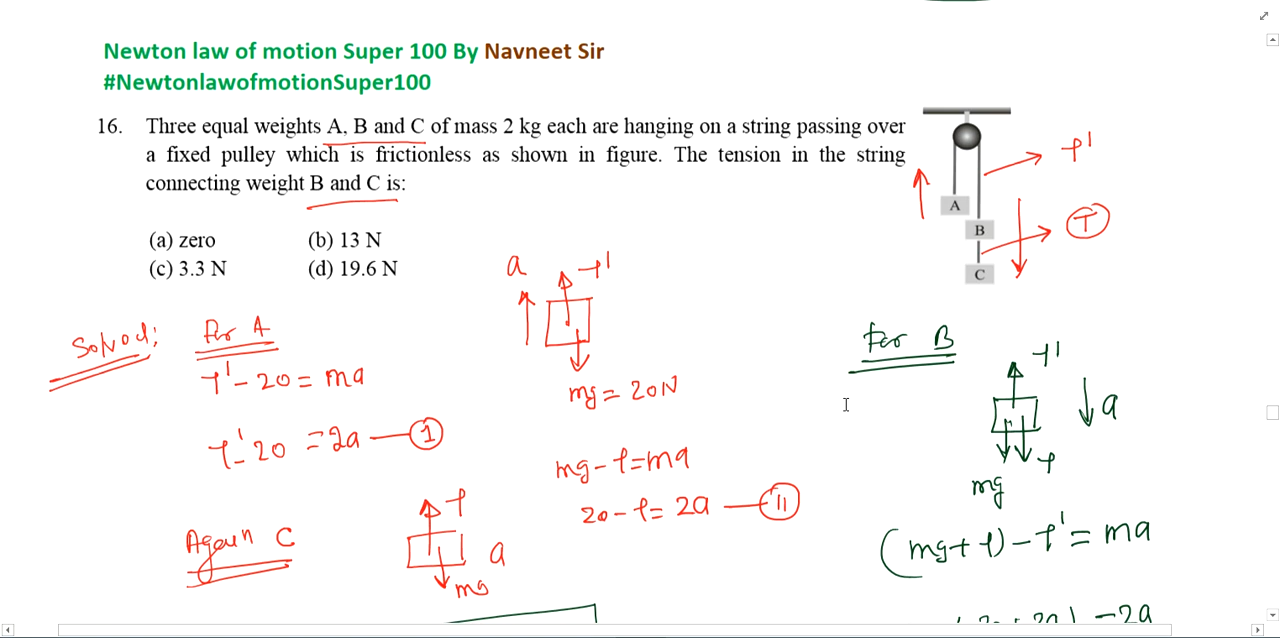 Newton law of motion Super 100 By Navneet Sir
#NewtonlawofmotionSuper100
16. Three equal weights A, B and C of mass 2 kg each are hanging on a string passing over
a fixed pulley which is frictionless as shown in figure. The tension in the string
connecting weight B and C is:
(a) zero (b) 13 N
(c) 3.3 N (d) 19.6 N
A
B
C
T'
T
Solved:
For A
T' - 20 = ma
T' - 20 = 2a — 1
a
T'
mg = 20N
Again C
T
a
mg
mg - T = ma
20 - T = 2a — II
For B
T'
a
T
mg
(mg + T) - T' = ma